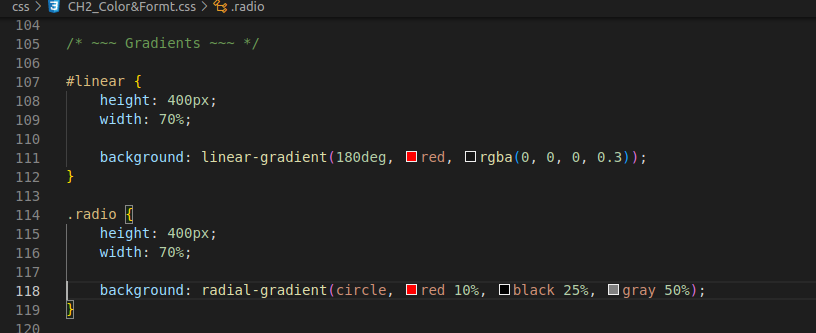 css > CH2_Color&Formt.css > .radio
104
105 /* ~~~ Gradients ~~~ */
106
107 #linear {
108 height: 400px;
109 width: 70%;
110
111 background: linear-gradient(180deg, red, rgba(0, 0, 0, 0.3));
112 }
113
114 .radio {
115 height: 400px;
116 width: 70%;
117
118 background: radial-gradient(circle, red 10%, black 25%, gray 50%);
119 }
120